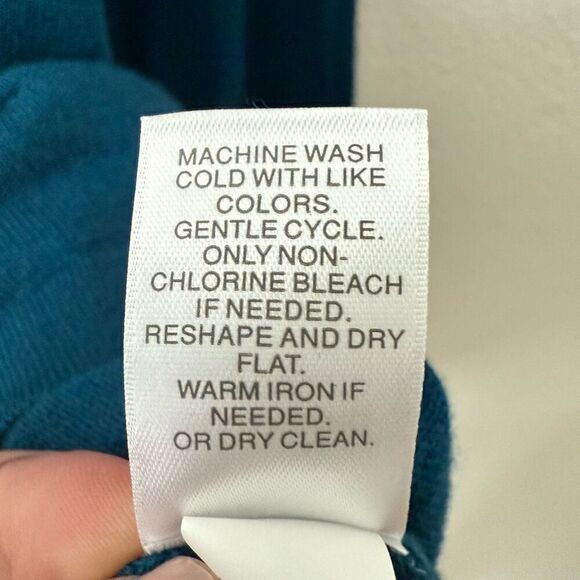 MACHINE WASH
COLD WITH LIKE
COLORS.
GENTLE CYCLE.
ONLY NON-
CHLORINE BLEACH
IF NEEDED.
RESHAPE AND DRY
FLAT.
WARM IRON IF
NEEDED.
OR DRY CLEAN.